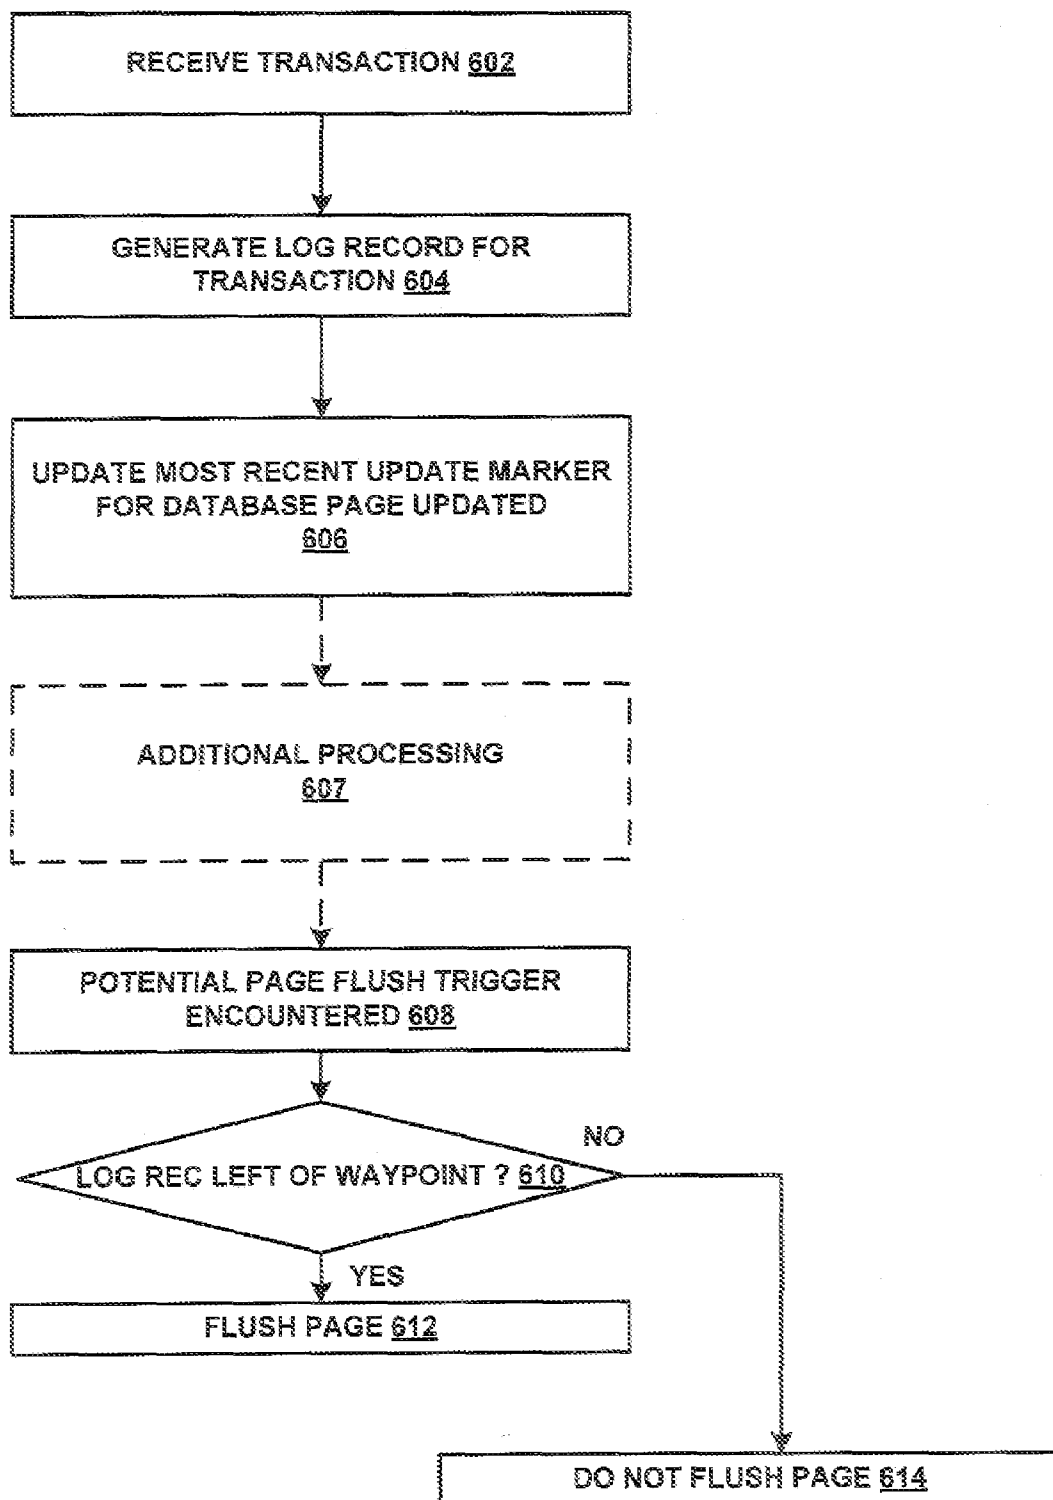 RECEIVE TRANSACTION 602
GENERATE LOG RECORD FOR
TRANSACTION 604
UPDATE MOST RECENT UPDATE MARKER
FOR DATABASE PAGE UPDATED
606
ADDITIONAL PROCESSING
607
POTENTIAL PAGE FLUSH TRIGGER
ENCOUNTERED 608
NO
LOG REC LEFT OF WAYPOINT ? 610
YES
FLUSH PAGE 612
DO NOT FLUSH PAGE 614